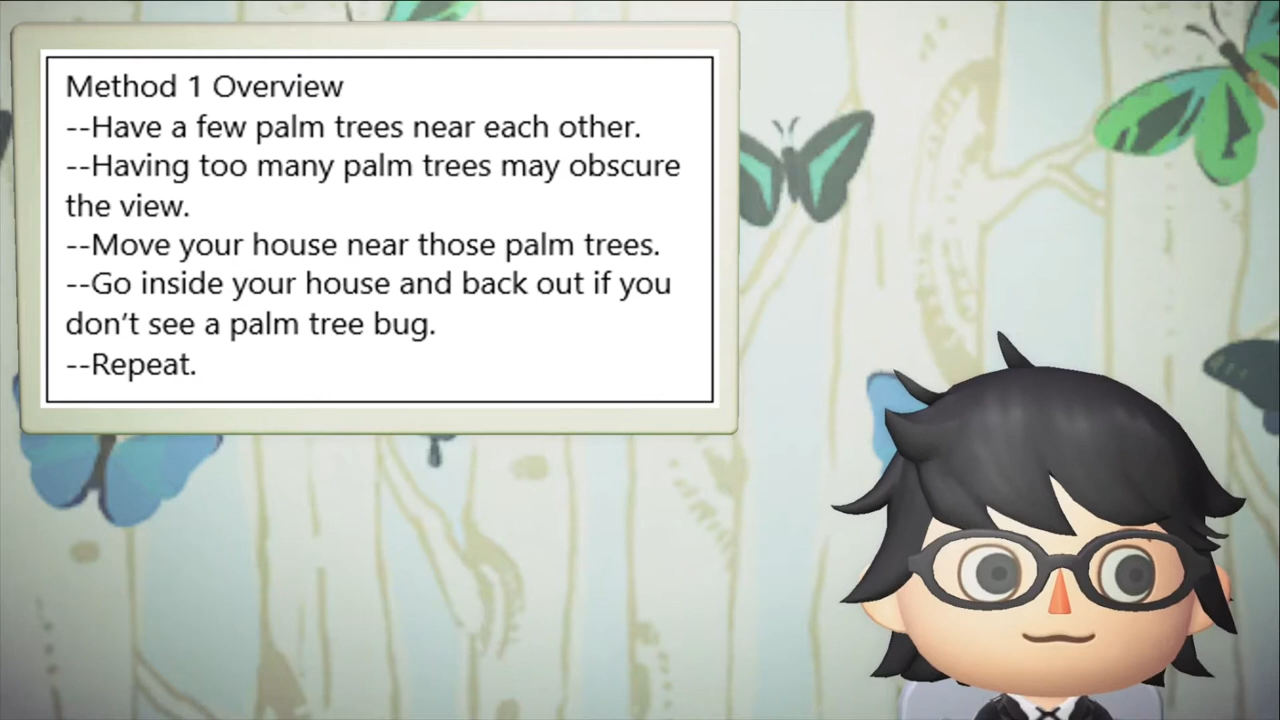 Method 1 Overview
--Have a few palm trees near each other.
--Having too many palm trees may obscure
the view.
--Move your house near those palm trees.
--Go inside your house and back out if you
don’t see a palm tree bug.
--Repeat.